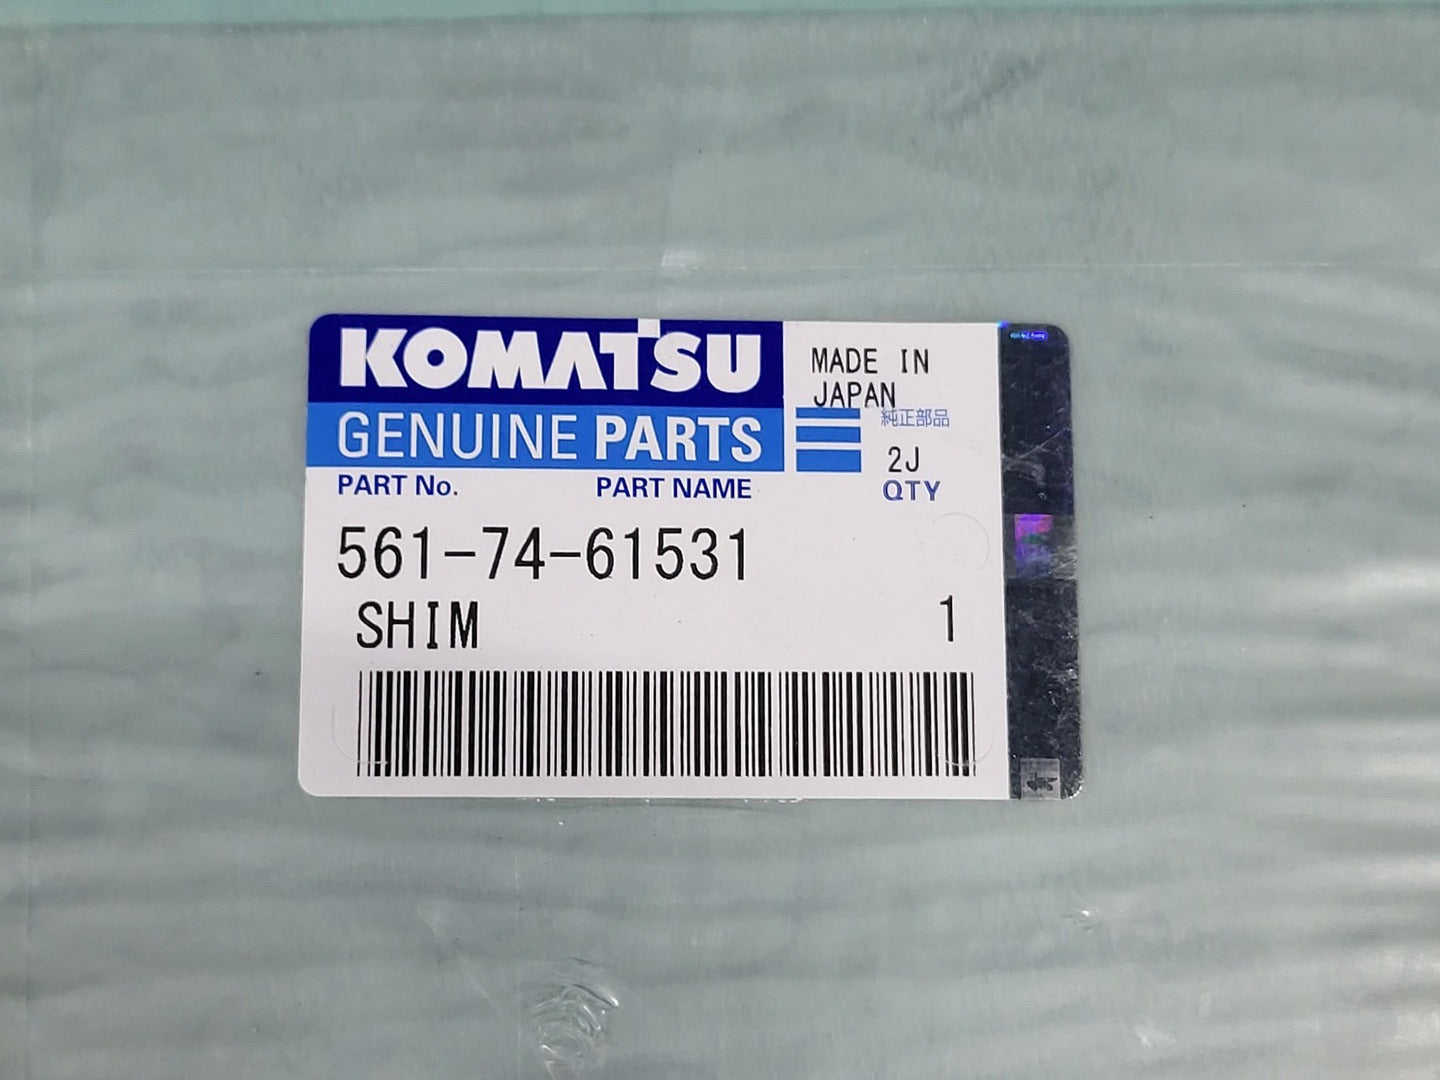 KOMATSU
MADE IN
JAPAN
GENUINE PARTS
純正部品
2J
PART No.
PART NAME
QTY
561-74-61531
SHIM
1